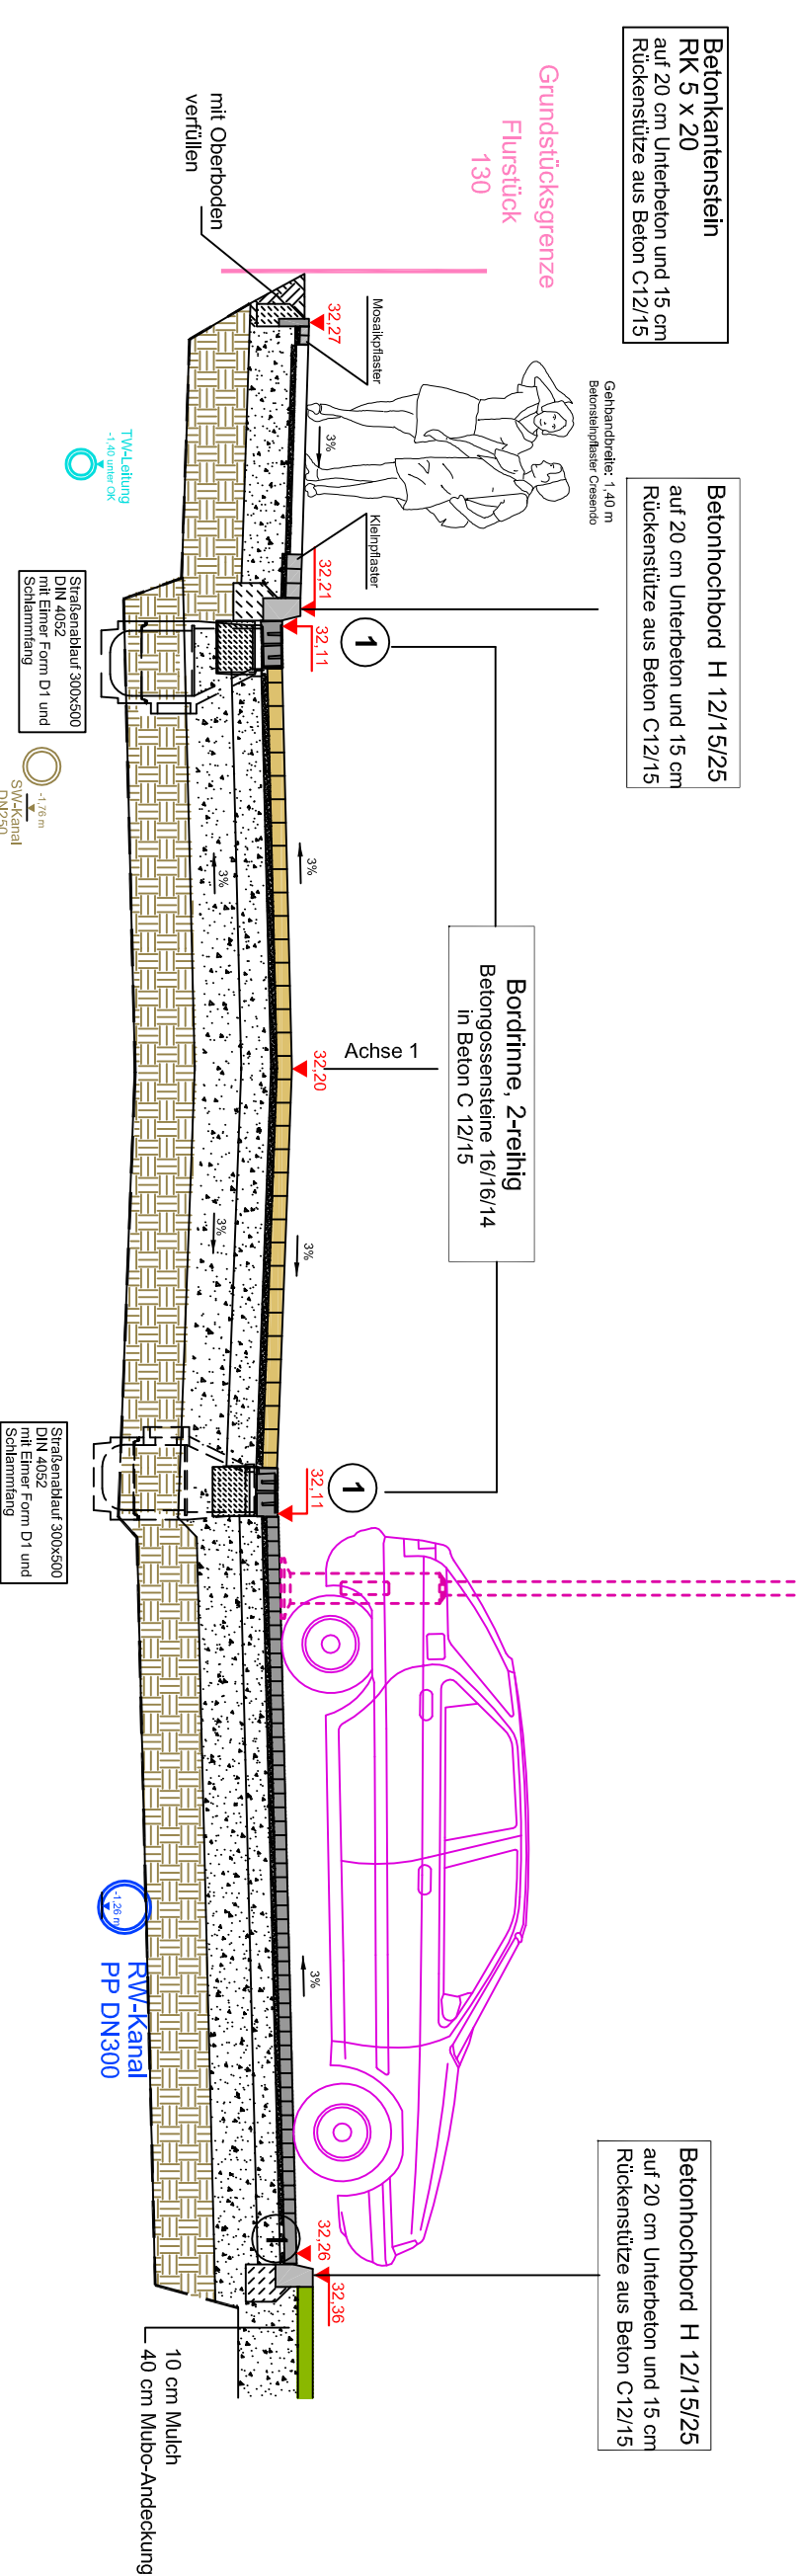 Betonkantenstein
RK 5 x 20
auf 20 cm Unterbeton und 15 cm
Rückenstütze aus Beton C12/15
Grundstücksgrenze
Flurstück
130
mit Oberboden
verfüllen
32,27
Mosaikpflaster
3%
Gehbandbreite: 1,40 m
Betonsteinpflaster Cresendo
TW-Leitung
-1,40 unter OK
Kleinpflaster
Betonhochbord H 12/15/25
auf 20 cm Unterbeton und 15 cm
Rückenstütze aus Beton C12/15
32,21
32,11
1
Straßenablauf 300x500
DIN 4052
mit Eimer Form D1 und
Schlammfang
-1,76 m
SW-Kanal
DN250
3%
3%
Bordrinne, 2-reihig
Betongossensteine 16/16/14
in Beton C 12/15
Achse 1
32,20
3%
3%
32,11
1
Straßenablauf 300x500
DIN 4052
mit Eimer Form D1 und
Schlammfang
-1,26 m
RW-Kanal
PP DN300
3%
32,26
32,36
Betonhochbord H 12/15/25
auf 20 cm Unterbeton und 15 cm
Rückenstütze aus Beton C12/15
10 cm Mulch
40 cm Mubo-Andeckung